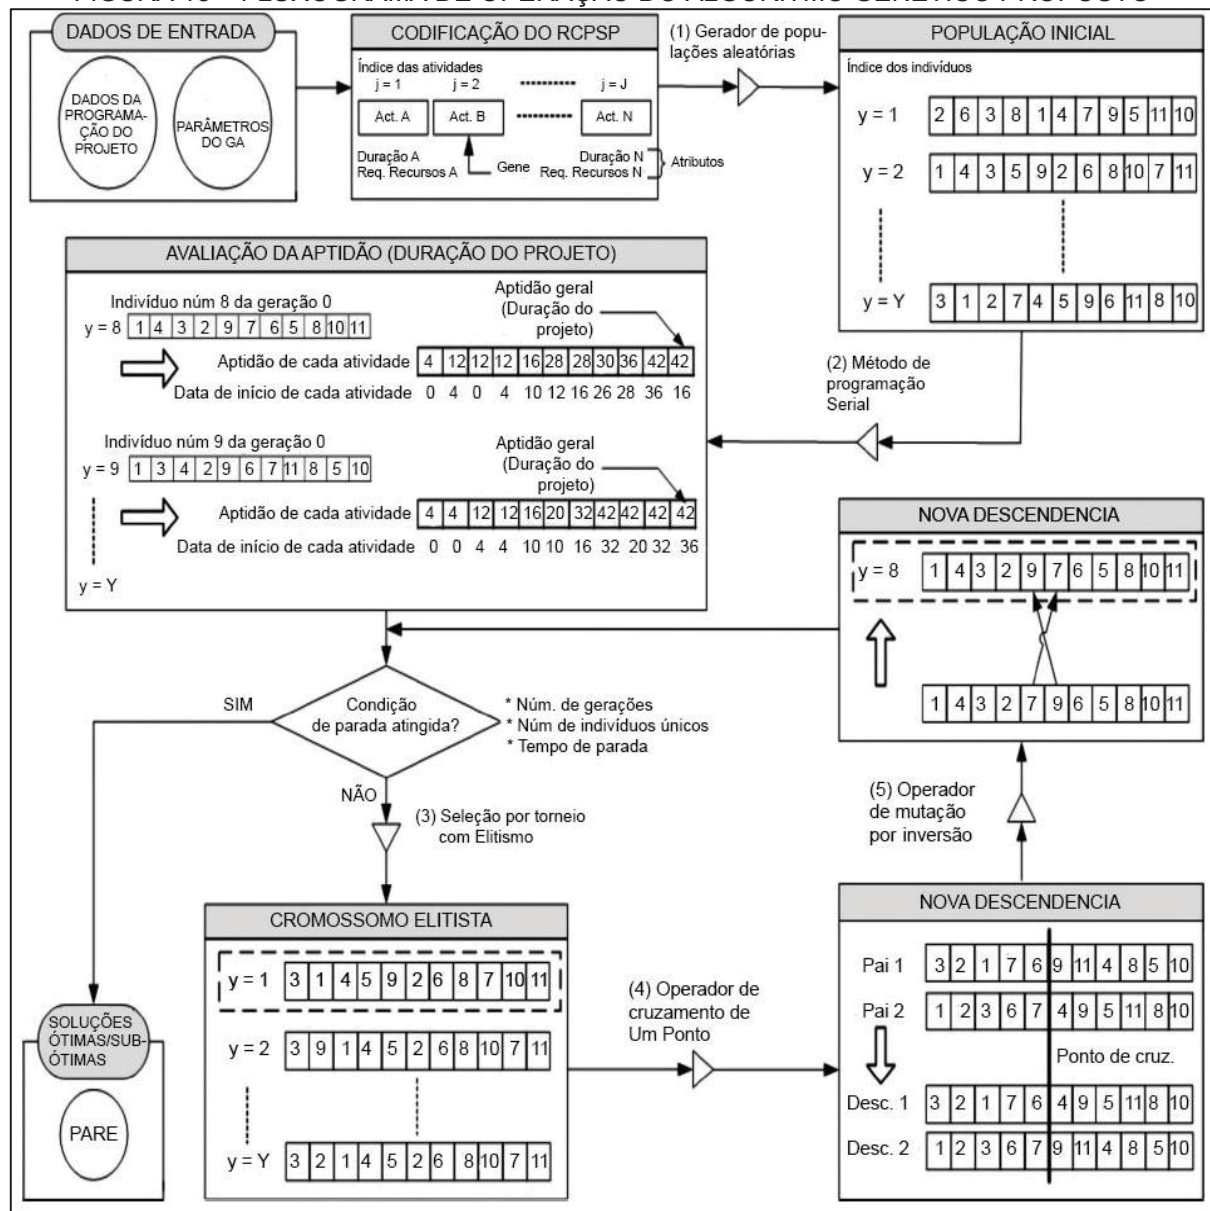 DADOS DE ENTRADA
DADOS DA
PROGRAMA-
ÇÃO DO
PROJETO
PARÂMETROS
DO GA
CODIFICAÇÃO DO RCPSP
Índice das atividades
j = 1 j = 2 j = J
Act. A Act. B Act. N
Duração A Duração N
Req. Recursos A Gene Req. Recursos N Atributos
(1) Gerador de popu-
lações aleatórias
POPULAÇÃO INICIAL
Índice dos indivíduos
y = 1 2 6 3 8 1 4 7 9 5 11 10
y = 2 1 4 3 5 9 2 6 8 10 7 11
y = Y 3 1 2 7 4 5 9 6 11 8 10
(2) Método de
programação
Serial
AVALIAÇÃO DA APTIDÃO (DURAÇÃO DO PROJETO)
Indivíduo núm 8 da geração 0
y = 8 1 4 3 2 9 7 6 5 8 10 11
Aptidão geral
(Duração do
projeto)
Aptidão de cada atividade 4 12 12 12 16 28 28 30 36 42 42
Data de início de cada atividade 0 4 0 4 10 12 16 26 28 36 16
Indivíduo núm 9 da geração 0
y = 9 1 3 4 2 9 6 7 11 8 5 10
Aptidão geral
(Duração do
projeto)
Aptidão de cada atividade 4 4 12 12 16 20 32 42 42 42 42
Data de início de cada atividade 0 0 4 4 10 10 16 32 20 32 36
y = Y
NOVA DESCENDENCIA
y = 8 1 4 3 2 9 7 6 5 8 10 11
1 4 3 2 7 9 6 5 8 10 11
SIM
Condição
de parada atingida?
* Núm. de gerações
* Núm de indivíduos únicos
* Tempo de parada
NÃO
(3) Seleção por torneio
com Elitismo
(5) Operador
de mutação
por inversão
CROMOSSOMO ELITISTA
y = 1 3 1 4 5 9 2 6 8 7 10 11
y = 2 3 9 1 4 5 2 6 8 10 7 11
y = Y 3 2 1 4 5 2 6 8 10 7 11
(4) Operador de
cruzamento de
Um Ponto
NOVA DESCENDENCIA
Pai 1 3 2 1 7 6 9 11 4 8 5 10
Pai 2 1 2 3 6 7 4 9 5 11 8 10
Ponto de cruz.
Desc. 1 3 2 1 7 6 4 9 5 11 8 10
Desc. 2 1 2 3 6 7 9 11 4 8 5 10
SOLUÇÕES
ÓTIMAS/SUB-
ÓTIMAS
PARE